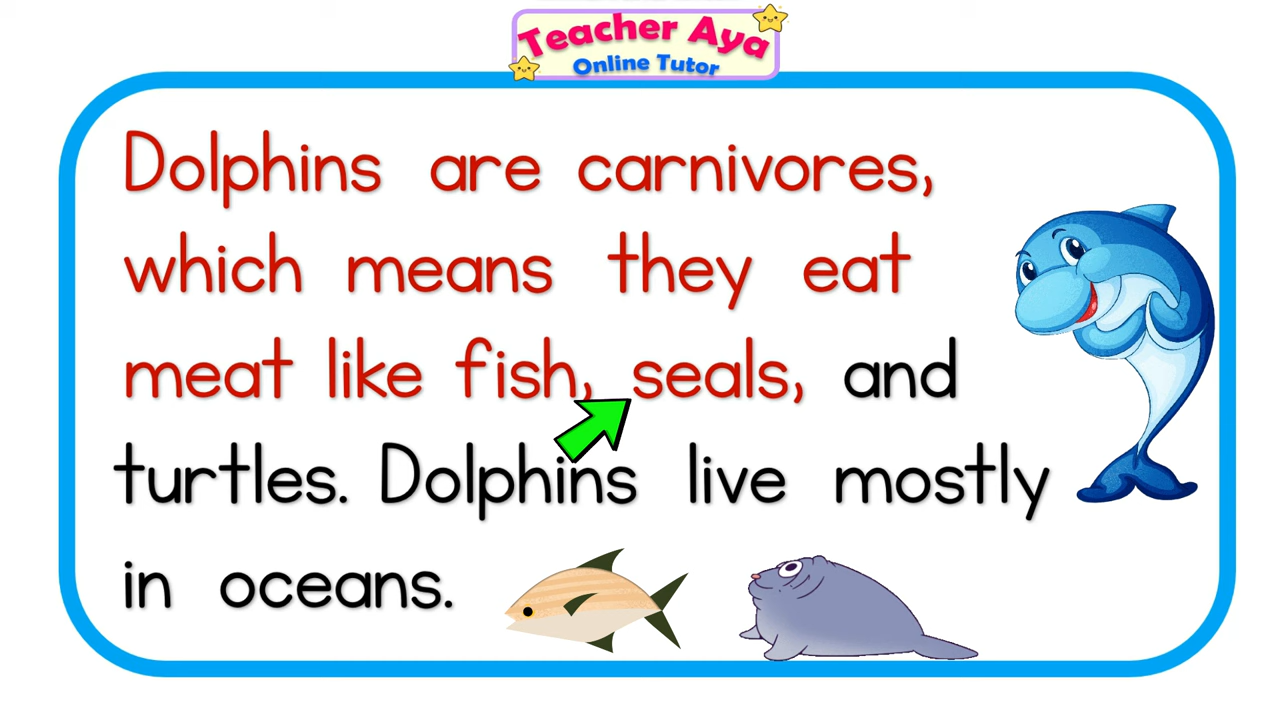 Teacher Aya
Online Tutor
Dolphins are carnivores,
which means they eat
meat like fish, seals, and
turtles. Dolphins live mostly
in oceans.